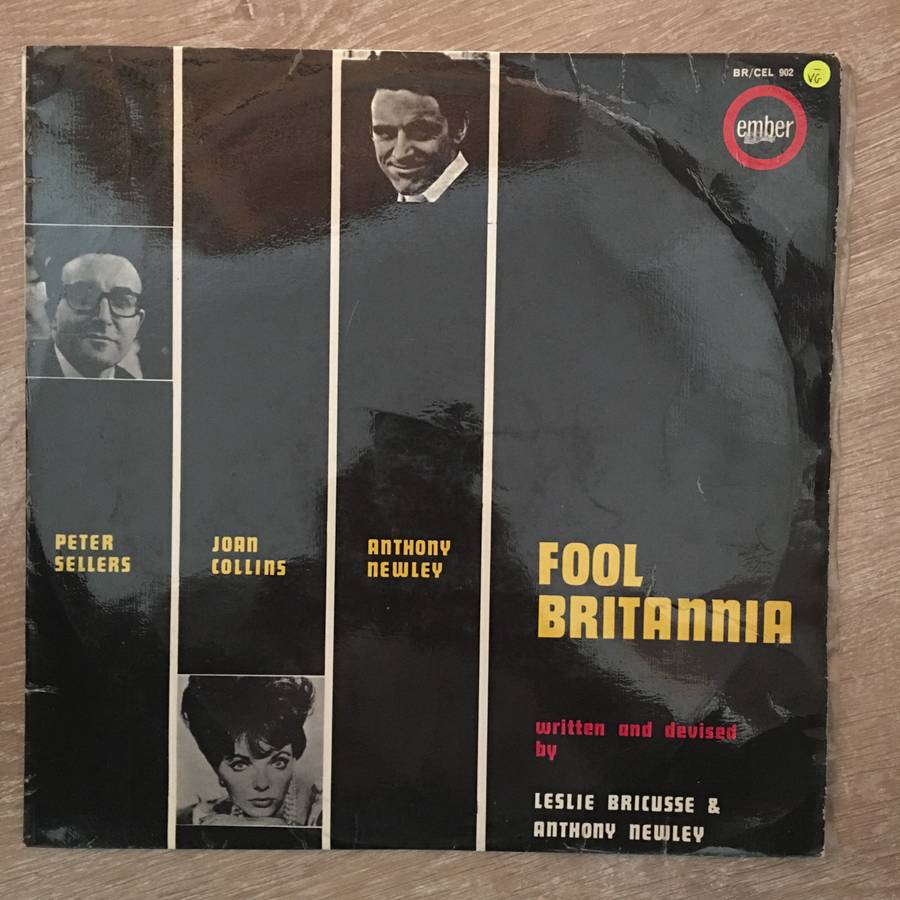 BR/CEL 902
VG
ember
PETER
SELLERS
JOAN
COLLINS
ANTHONY
NEWLEY
FOOL
BRITANNIA
written and devised
by
LESLIE BRICUSSE &
ANTHONY NEWLEY